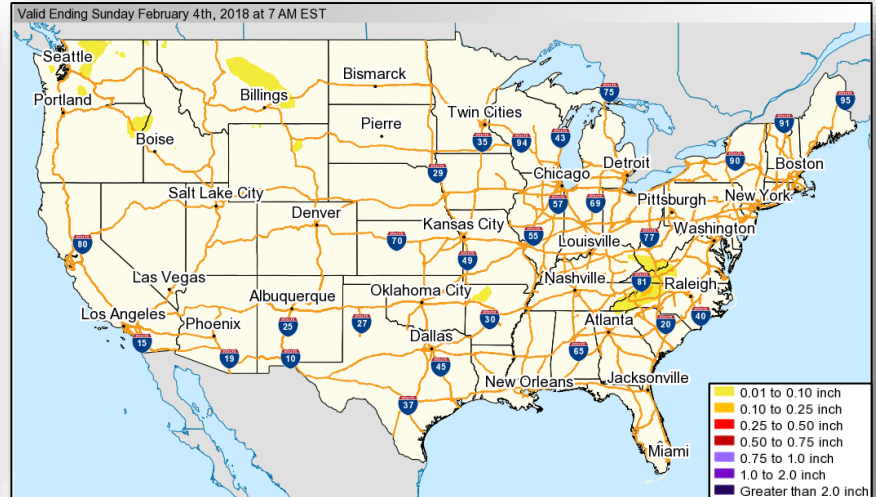 Valid Ending Sunday February 4th, 2018 at 7 AM EST
Seattle
Portland
Billings
Bismarck
Boise
Pierre
Twin Cities
75
95
91
35
94
43
90
29
Detroit
Boston
Chicago
Salt Lake City
57
69
Pittsburgh
New York
Denver
80
70
Kansas City
55
77
Washington
Louisville
49
Las Vegas
Nashville
81
Raleigh
Albuquerque
Oklahoma City
Los Angeles
Phoenix
25
27
30
Atlanta
20
40
15
19
10
Dallas
45
65
New Orleans
Jacksonville
37
Miami
0.01 to 0.10 inch
0.10 to 0.25 inch
0.25 to 0.50 inch
0.50 to 0.75 inch
0.75 to 1.0 inch
1.0 to 2.0 inch
Greater than 2.0 inch